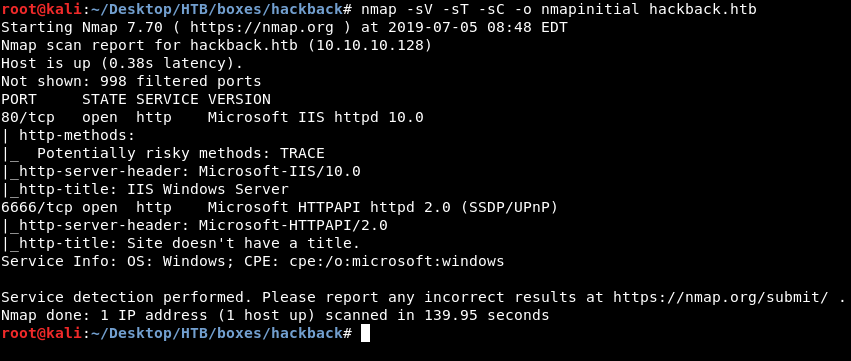 root@kali:~/Desktop/HTB/boxes/hackback# nmap -sV -sT -sC -o nmapinitial hackback.htb
Starting Nmap 7.70 ( https://nmap.org ) at 2019-07-05 08:48 EDT
Nmap scan report for hackback.htb (10.10.10.128)
Host is up (0.38s latency).
Not shown: 998 filtered ports
PORT     STATE SERVICE VERSION
80/tcp   open  http    Microsoft IIS httpd 10.0
| http-methods:
|_  Potentially risky methods: TRACE
|_http-server-header: Microsoft-IIS/10.0
|_http-title: IIS Windows Server
6666/tcp open  http    Microsoft HTTPAPI httpd 2.0 (SSDP/UPnP)
|_http-server-header: Microsoft-HTTPAPI/2.0
|_http-title: Site doesn't have a title.
Service Info: OS: Windows; CPE: cpe:/o:microsoft:windows

Service detection performed. Please report any incorrect results at https://nmap.org/submit/ .
Nmap done: 1 IP address (1 host up) scanned in 139.95 seconds
root@kali:~/Desktop/HTB/boxes/hackback#